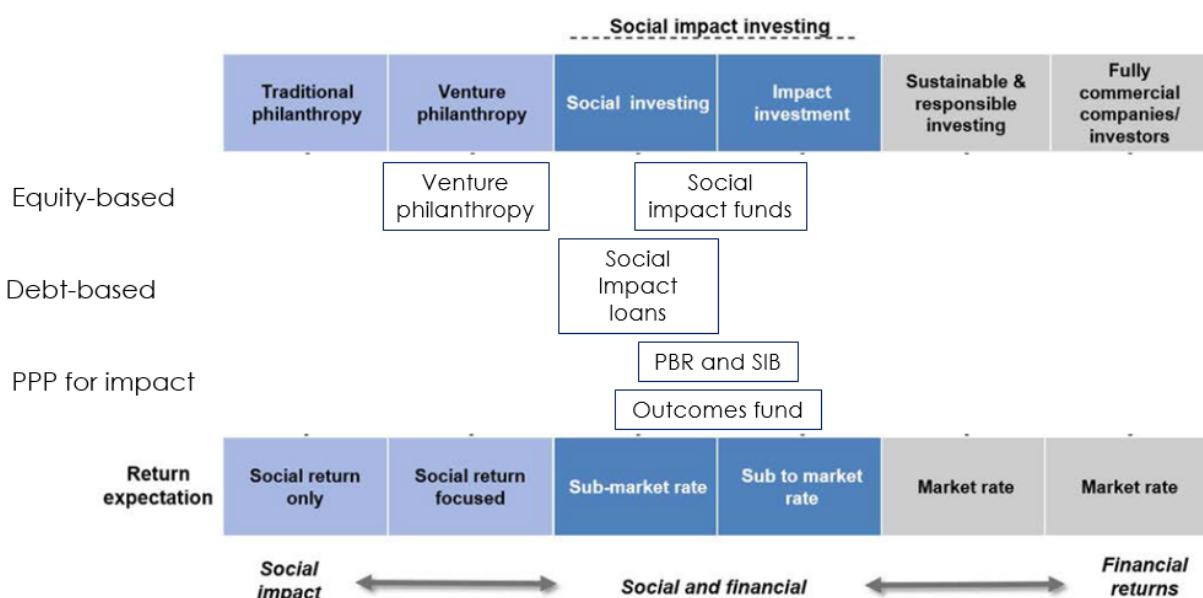 Social impact investing
Traditional
philanthropy
Venture
philanthropy
Social investing
Impact
investment
Sustainable &
responsible
investing
Fully
commercial
companies/
investors
Equity-based
Venture
philanthropy
Social
impact funds
Debt-based
Social
Impact
loans
PPP for impact
PBR and SIB
Outcomes fund
Return
expectation
Social return
only
Social return
focused
Sub-market rate
Sub to market
rate
Market rate
Market rate
Social
impact
Social and financial
Financial
returns